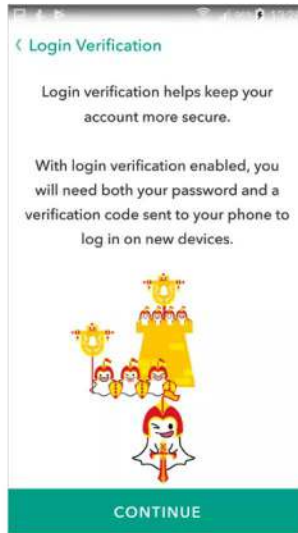 Login Verification
Login verification helps keep your
account more secure.
With login verification enabled, you
will need both your password and a
verification code sent to your phone to
log in on new devices.
CONTINUE